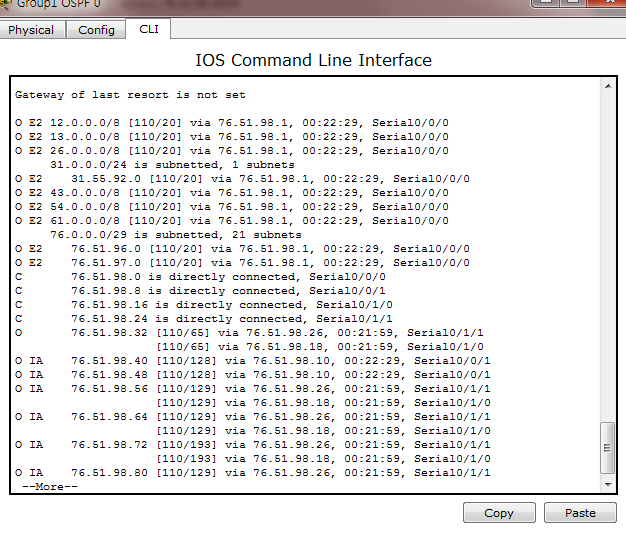 Group1 OSPF 0
Physical Config CLI
IOS Command Line Interface
Gateway of last resort is not set
O E2 12.0.0.0/8 [110/20] via 76.51.98.1, 00:22:29, Serial0/0/0
O E2 13.0.0.0/8 [110/20] via 76.51.98.1, 00:22:29, Serial0/0/0
O E2 26.0.0.0/8 [110/20] via 76.51.98.1, 00:22:29, Serial0/0/0
31.0.0.0/24 is subnetted, 1 subnets
O E2 31.55.92.0 [110/20] via 76.51.98.1, 00:22:29, Serial0/0/0
O E2 43.0.0.0/8 [110/20] via 76.51.98.1, 00:22:29, Serial0/0/0
O E2 54.0.0.0/8 [110/20] via 76.51.98.1, 00:22:29, Serial0/0/0
O E2 61.0.0.0/8 [110/20] via 76.51.98.1, 00:22:29, Serial0/0/0
76.0.0.0/29 is subnetted, 21 subnets
O E2 76.51.96.0 [110/20] via 76.51.98.1, 00:22:29, Serial0/0/0
O E2 76.51.97.0 [110/20] via 76.51.98.1, 00:22:29, Serial0/0/0
C 76.51.98.0 is directly connected, Serial0/0/0
C 76.51.98.8 is directly connected, Serial0/0/1
C 76.51.98.16 is directly connected, Serial0/1/0
C 76.51.98.24 is directly connected, Serial0/1/1
O 76.51.98.32 [110/65] via 76.51.98.26, 00:21:59, Serial0/1/1
[110/65] via 76.51.98.18, 00:21:59, Serial0/1/0
O IA 76.51.98.40 [110/128] via 76.51.98.10, 00:22:29, Serial0/0/1
O IA 76.51.98.48 [110/128] via 76.51.98.10, 00:22:29, Serial0/0/1
O IA 76.51.98.56 [110/129] via 76.51.98.26, 00:21:59, Serial0/1/1
[110/129] via 76.51.98.18, 00:21:59, Serial0/1/0
O IA 76.51.98.64 [110/129] via 76.51.98.26, 00:21:59, Serial0/1/1
[110/129] via 76.51.98.18, 00:21:59, Serial0/1/0
O IA 76.51.98.72 [110/193] via 76.51.98.26, 00:21:59, Serial0/1/1
[110/193] via 76.51.98.18, 00:21:59, Serial0/1/0
O IA 76.51.98.80 [110/129] via 76.51.98.26, 00:21:59, Serial0/1/1
--More--
Copy Paste